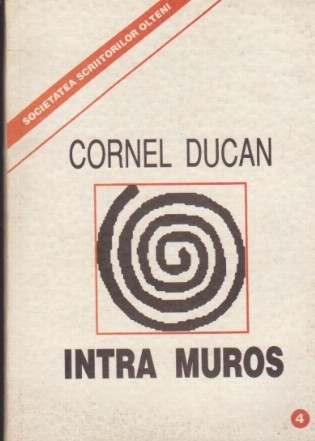 SOCIETATEA SCRIITORILOR OLTENI
CORNEL DUCAN
INTRA MUROS
4